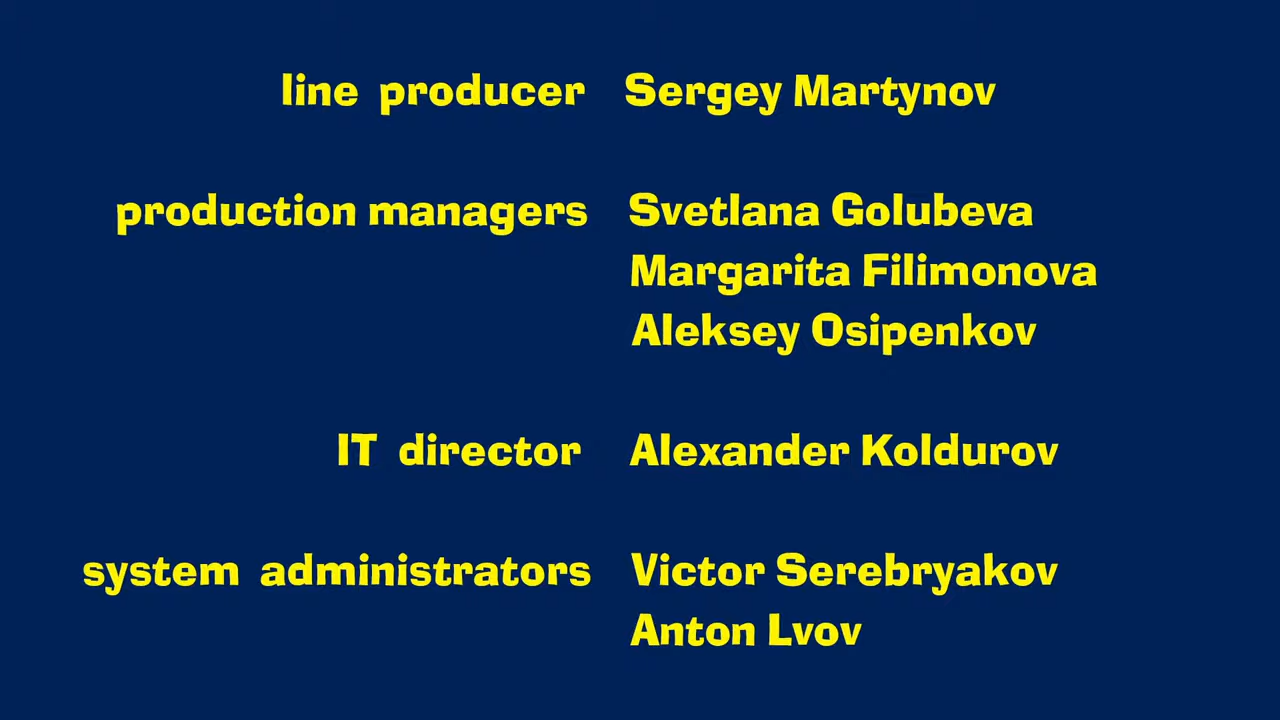 line producer Sergey Martynov
production managers Svetlana Golubeva
Margarita Filimonova
Aleksey Osipenkov
IT director Alexander Koldurov
system administrators Victor Serebryakov
Anton Lvov